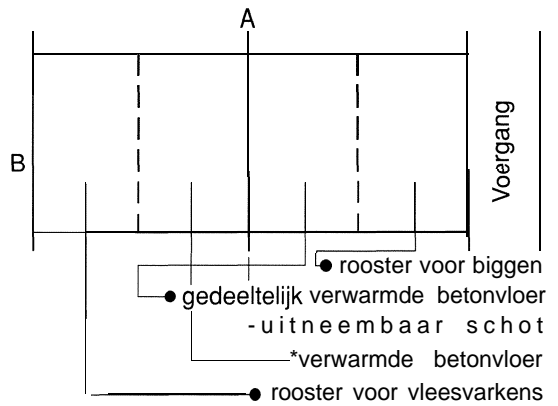 A
B
Voergang
rooster voor biggen
gedeeltelijk verwarmde betonvloer
-uitneembaar schot
*verwarmde betonvloer
rooster voor vleesvarkens